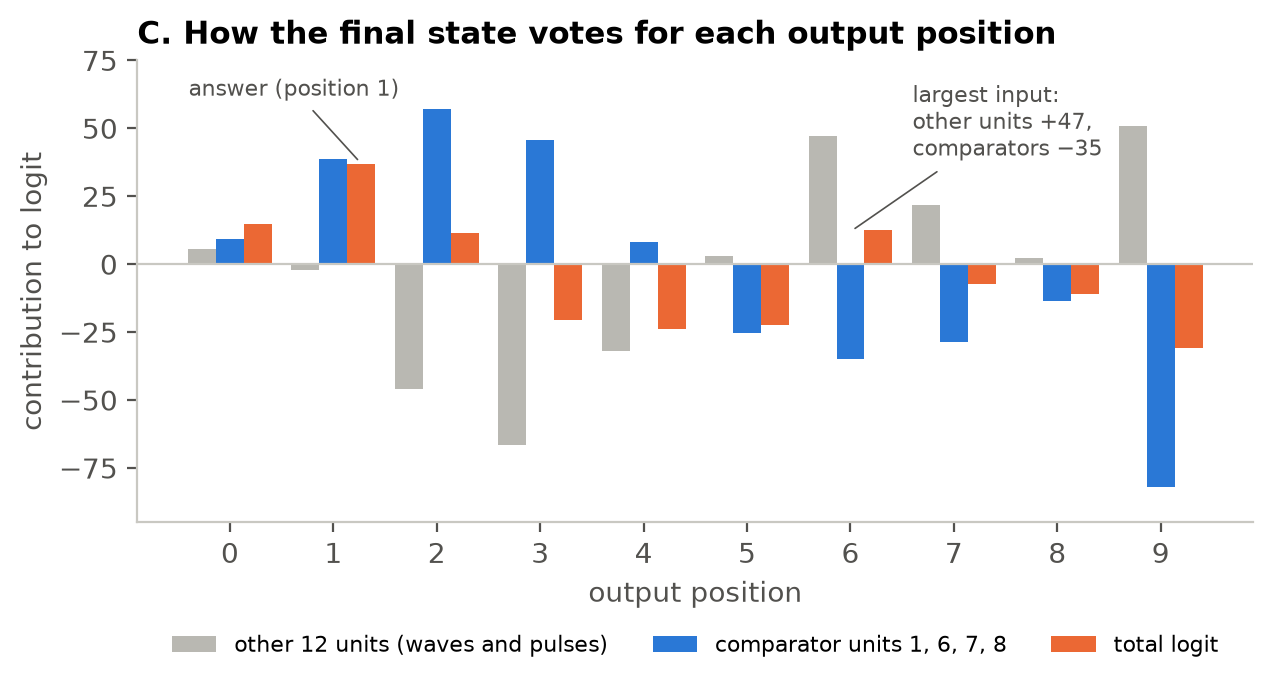 C. How the final state votes for each output position
75
50
25
0
−25
−50
−75
contribution to logit
answer (position 1)
largest input:
other units +47,
comparators −35
0 1 2 3 4 5 6 7 8 9
output position
other 12 units (waves and pulses) comparator units 1, 6, 7, 8 total logit